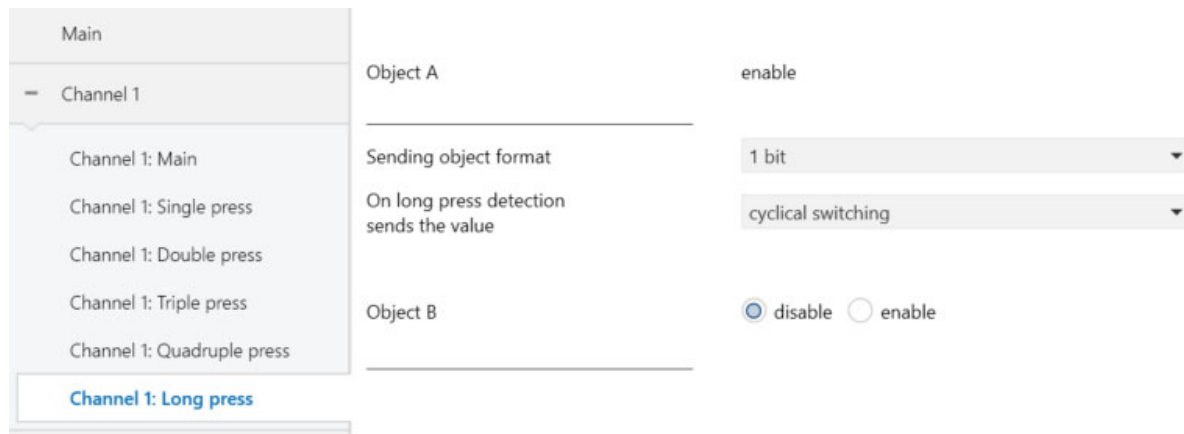 Main
Channel 1
Channel 1: Main
Channel 1: Single press
Channel 1: Double press
Channel 1: Triple press
Channel 1: Quadruple press
Channel 1: Long press
Object A
enable
Sending object format
1 bit
On long press detection
sends the value
cyclical switching
Object B
disable
enable